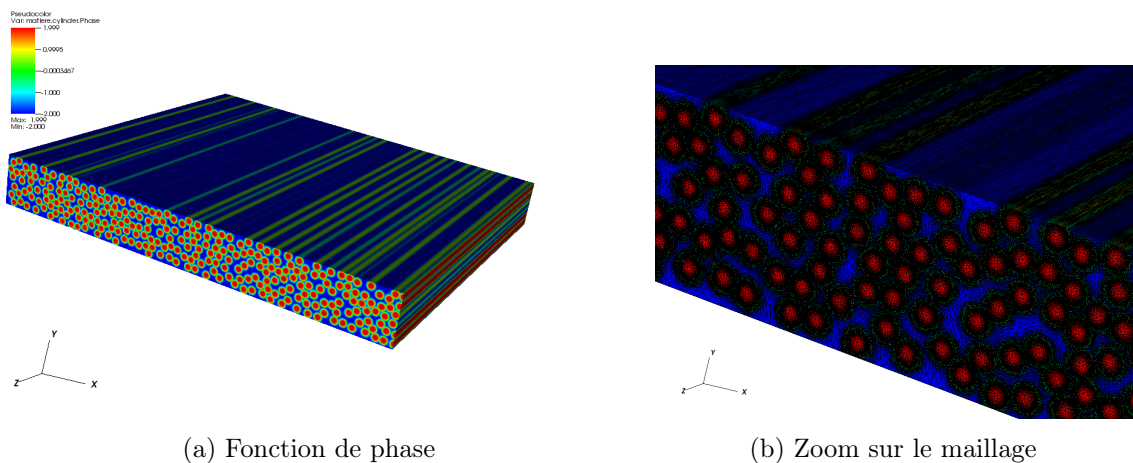 Pseudocolor
Var: matiere.cylinder.Phase
1.999
0.9995
-0.0003467
-1.000
-2.000
Max: 1.999
Min: -2.000
Y
Z
X
Y
Z
X
(a) Fonction de phase
(b) Zoom sur le maillage